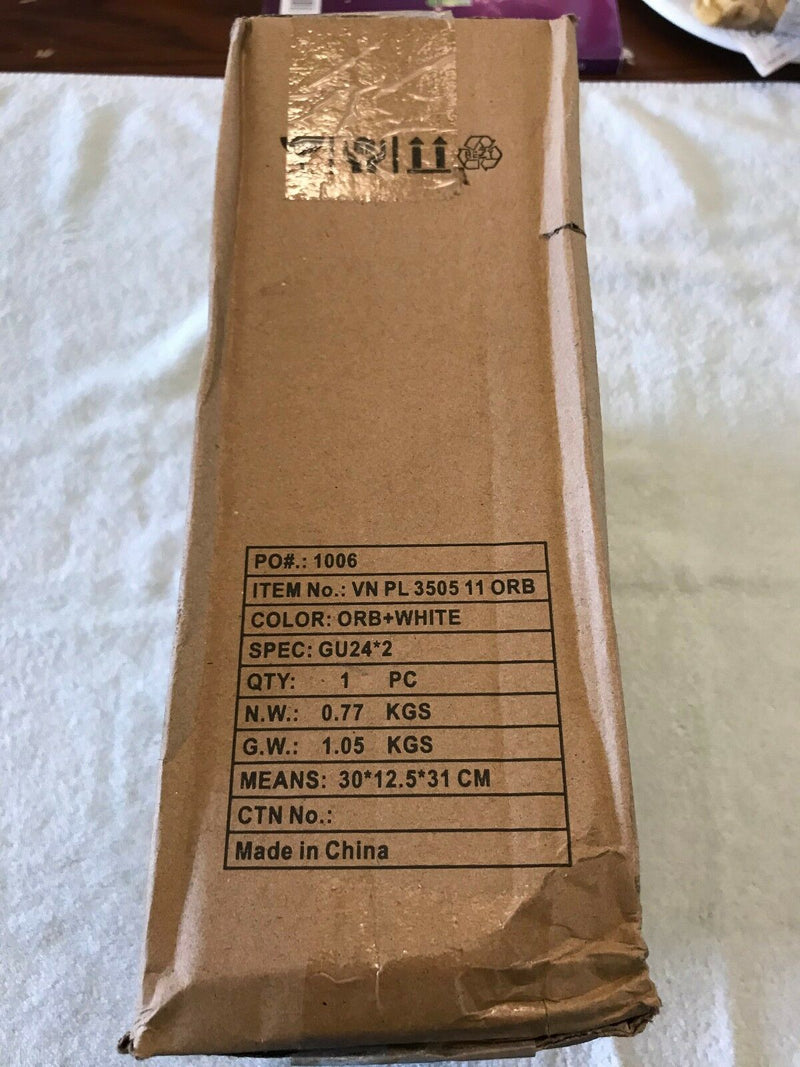 PO#.: 1006
ITEM No.: VN PL 3505 11 ORB
COLOR: ORB+WHITE
SPEC: GU24*2
QTY: 1 PC
N.W.: 0.77 KGS
G.W.: 1.05 KGS
MEANS: 30*12.5*31 CM
CTN No.:
Made in China